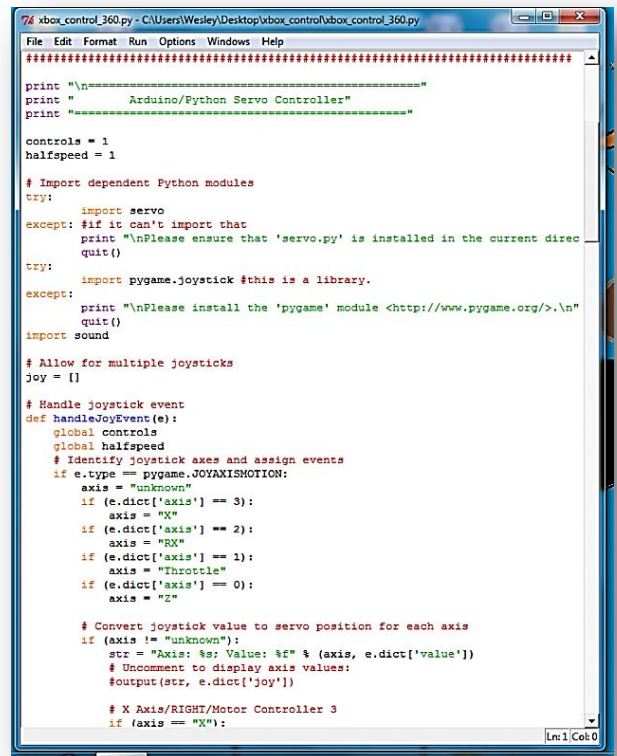 76 xbox_control_360.py - C:\Users\Wesley\Desktop\xbox_control\xbox_control_360.py
File Edit Format Run Options Windows Help
################################################################################
print "\n================================================"
print "        Arduino/Python Servo Controller"
print "================================================"
controls = 1
halfspeed = 1
# Import dependent Python modules
try:
        import servo
except: #if it can't import that
        print "\nPlease ensure that 'servo.py' is installed in the current direc
        quit()
try:
        import pygame.joystick #this is a library.
except:
        print "\nPlease install the 'pygame' module <http://www.pygame.org/>.\n"
        quit()
import sound
# Allow for multiple joysticks
joy = []
# Handle joystick event
def handleJoyEvent(e):
    global controls
    global halfspeed
    # Identify joystick axes and assign events
    if e.type == pygame.JOYAXISMOTION:
        axis = "unknown"
        if (e.dict['axis'] == 3):
            axis = "X"
        if (e.dict['axis'] == 2):
            axis = "RX"
        if (e.dict['axis'] == 1):
            axis = "Throttle"
        if (e.dict['axis'] == 0):
            axis = "Z"
        # Convert joystick value to servo position for each axis
        if (axis != "unknown"):
            str = "Axis: %s; Value: %f" % (axis, e.dict['value'])
            # Uncomment to display axis values:
            #output(str, e.dict['joy'])
            # X Axis/RIGHT/Motor Controller 3
            if (axis == "X"):
Ln: 1 Col: 0